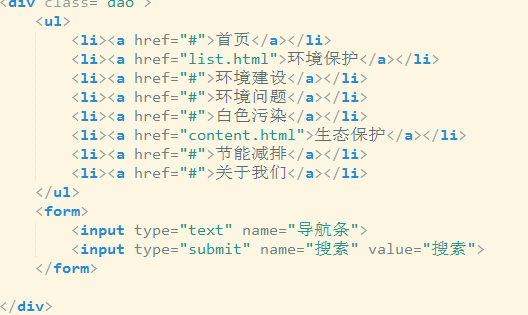 <div class="dao">
<ul>
<li><a href="#">首页</a></li>
<li><a href="list.html">环境保护</a></li>
<li><a href="#">环境建设</a></li>
<li><a href="#">环境问题</a></li>
<li><a href="#">白色污染</a></li>
<li><a href="content.html">生态保护</a></li>
<li><a href="#">节能减排</a></li>
<li><a href="#">关于我们</a></li>
</ul>
<form>
<input type="text" name="导航条">
<input type="submit" name="搜索" value="搜索">
</form>
</div>